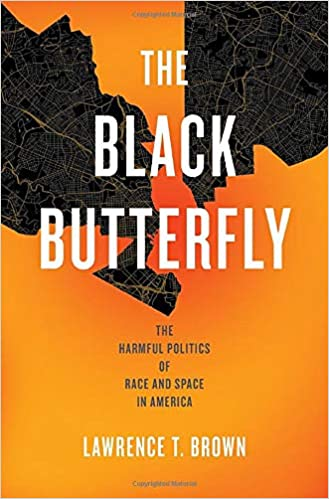 THE
BLACK
BUTTERFLY
THE
HARMFUL POLITICS
OF
RACE AND SPACE
IN AMERICA
LAWRENCE T. BROWN